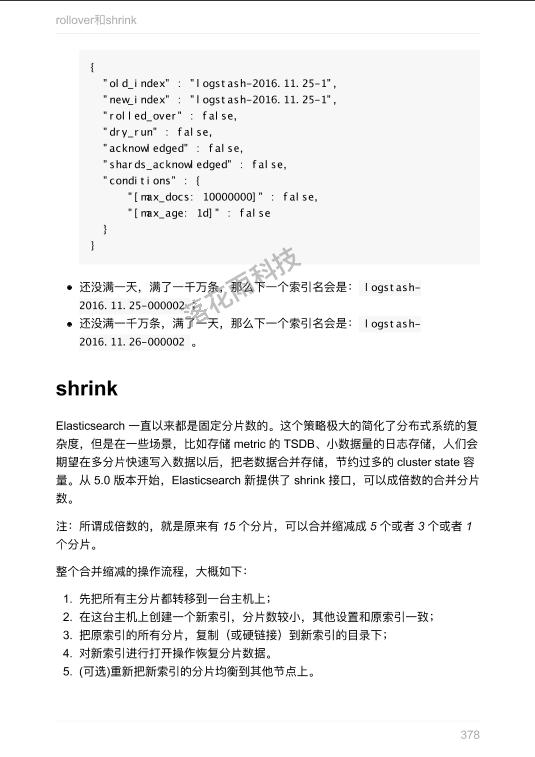 rollover和shrink
{
"old_index" : "logstash-2016.11.25-1",
"new_index" : "logstash-2016.11.25-1",
"rolled_over" : false,
"dry_run" : false,
"acknowledged" : false,
"shards_acknowledged" : false,
"conditions" : {
"[max_docs: 10000000]" : false,
"[max_age: 1d]" : false
}
}
落花雨科技
● 还没满一天，满了一千万条，那么下一个索引名会是： logstash-
2016.11.25-000002 ；
● 还没满一千万条，满了一天，那么下一个索引名会是： logstash-
2016.11.26-000002 。
shrink
Elasticsearch 一直以来都是固定分片数的。这个策略极大的简化了分布式系统的复
杂度，但是在一些场景，比如存储 metric 的 TSDB、小数据量的日志存储，人们会
期望在多分片快速写入数据以后，把老数据合并存储，节约过多的 cluster state 容
量。从 5.0 版本开始，Elasticsearch 新提供了 shrink 接口，可以成倍数的合并分片
数。
注：所谓成倍数的，就是原来有 15 个分片，可以合并缩减成 5 个或者 3 个或者 1
个分片。
整个合并缩减的操作流程，大概如下：
1. 先把所有主分片都转移到一台主机上；
2. 在这台主机上创建一个新索引，分片数较小，其他设置和原索引一致；
3. 把原索引的所有分片，复制（或硬链接）到新索引的目录下；
4. 对新索引进行打开操作恢复分片数据。
5. (可选)重新把新索引的分片均衡到其他节点上。
378